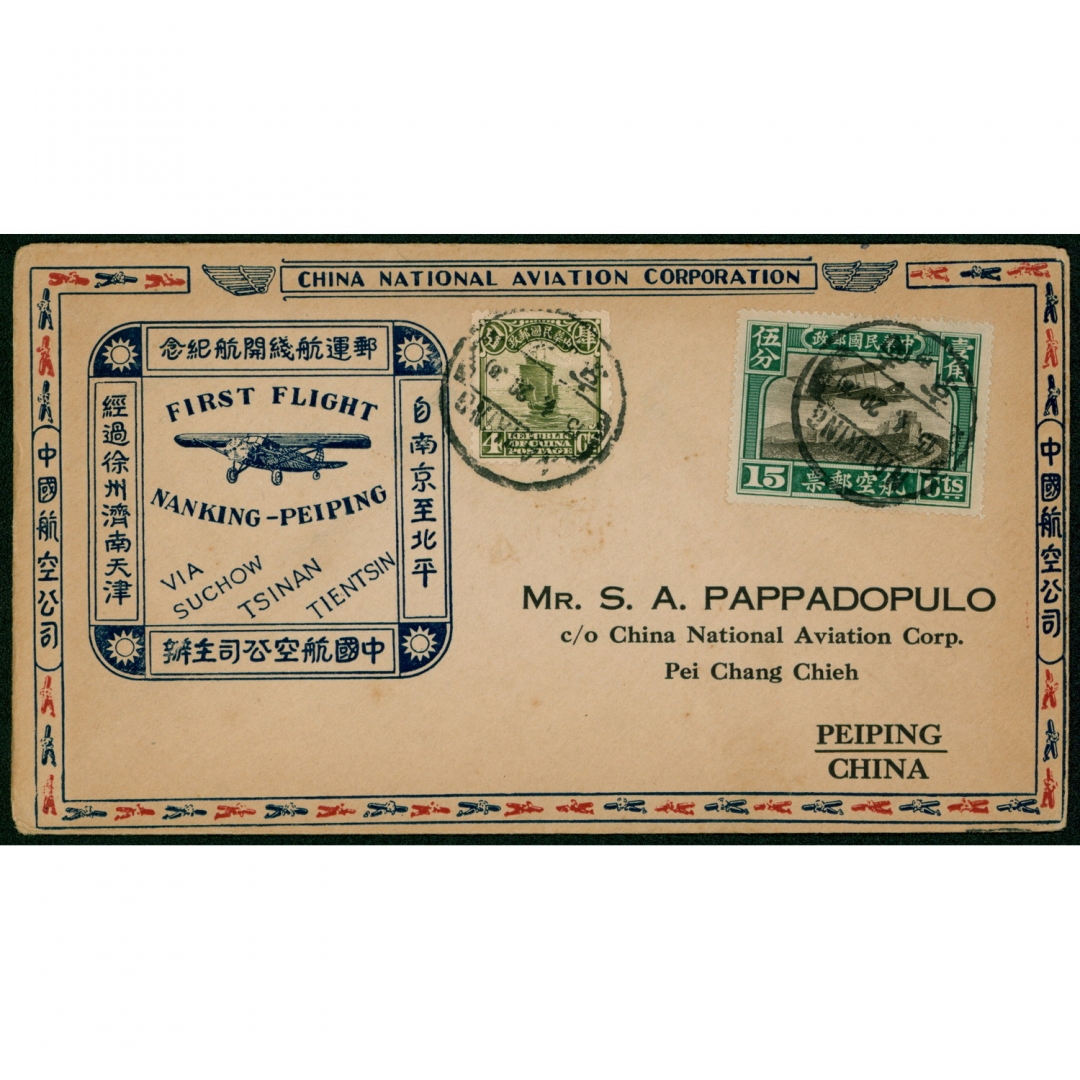 CHINA NATIONAL AVIATION CORPORATION
念紀航開綫航運郵
經過徐州濟南天津
FIRST FLIGHT
NANKING-PEIPING
VIA
SUCHOW
TSINAN
TIENTSIN
自南京至北平
辦主司公空航國中
中國航空公司
中國航空公司
分
政郵國民華中
肆
4
REPUBLIC
OF CHINA
POSTAGE
NANKING
政郵國民華中
伍分
壹角
15
票郵空航
cts
NANKING
MR. S. A. PAPPADOPULO
c/o China National Aviation Corp.
Pei Chang Chieh
PEIPING
CHINA